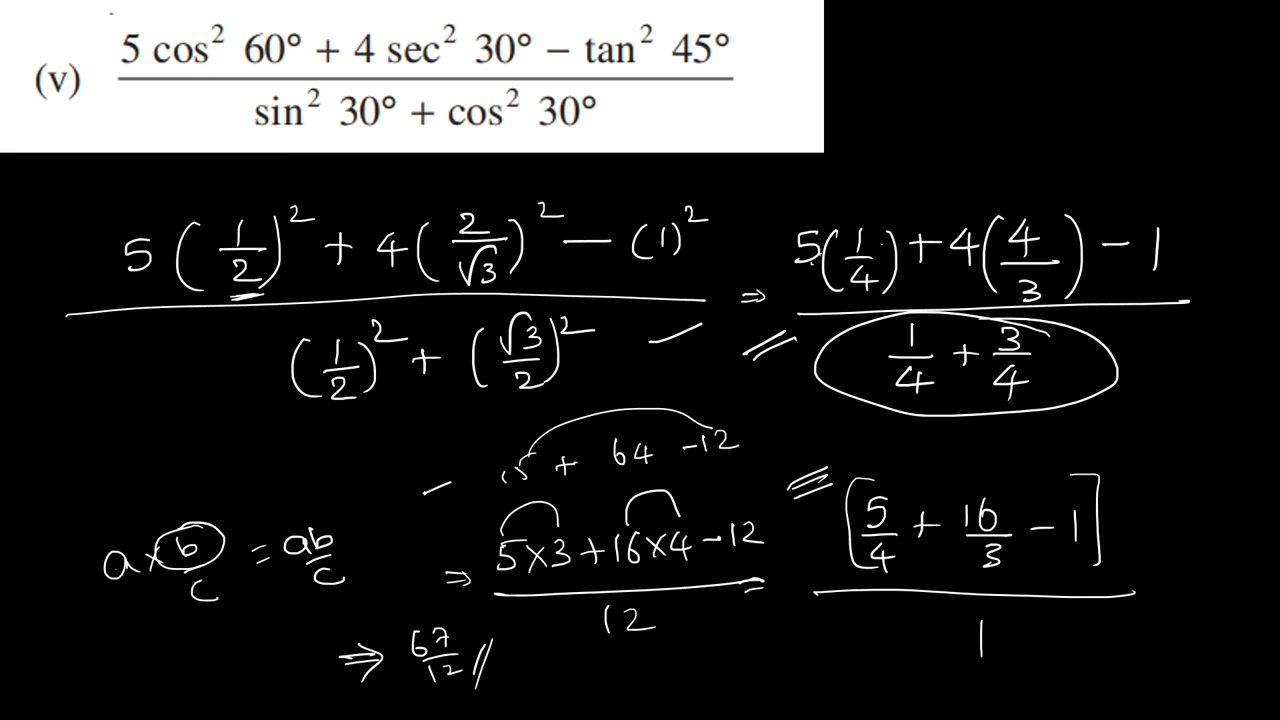 (v) 5 cos² 60° + 4 sec² 30° − tan² 45°
sin² 30° + cos² 30°
5 (1/2)² + 4 (2/√3)² − (1)²
(1/2)² + (√3/2)²
⇒ 5(1/4) + 4(4/3) − 1
1/4 + 3/4
= [5/4 + 16/3 − 1]
1
⇒ 5×3 + 16×4 − 12 =
12
15 + 64 − 12
a × b/c = ab/c
⇒ 67/12 //